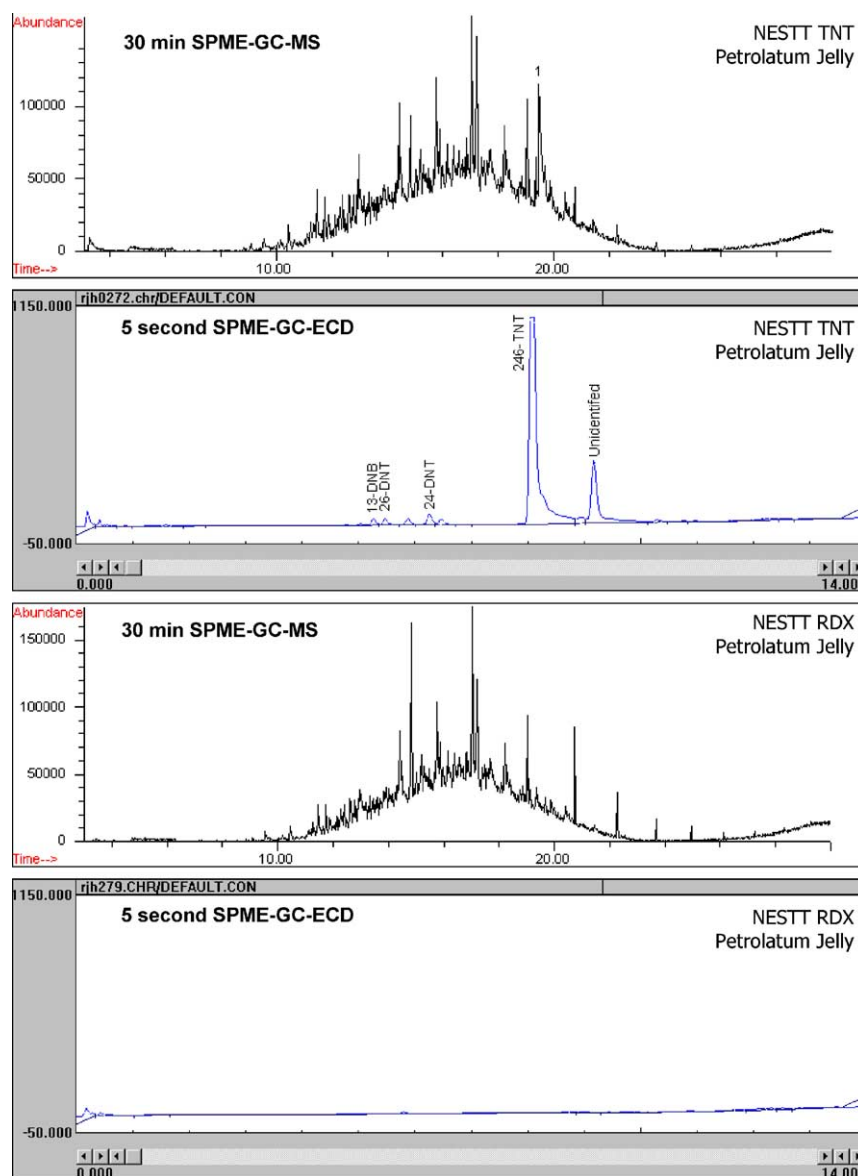 Abundance
30 min SPME-GC-MS
NESTT TNT
Petrolatum Jelly
1
100000
50000
0
Time-->
10.00
20.00
rjh0272.chr/DEFAULT.CON
1150.000
5 second SPME-GC-ECD
NESTT TNT
Petrolatum Jelly
13-DNB
26-DNT
24-DNT
246-TNT
Unidentifed
-50.000
0.000
14.00
Abundance
30 min SPME-GC-MS
NESTT RDX
Petrolatum Jelly
150000
100000
50000
0
Time-->
10.00
20.00
rjh279.CHR/DEFAULT.CON
1150.000
5 second SPME-GC-ECD
NESTT RDX
Petrolatum Jelly
-50.000
0.000
14.00